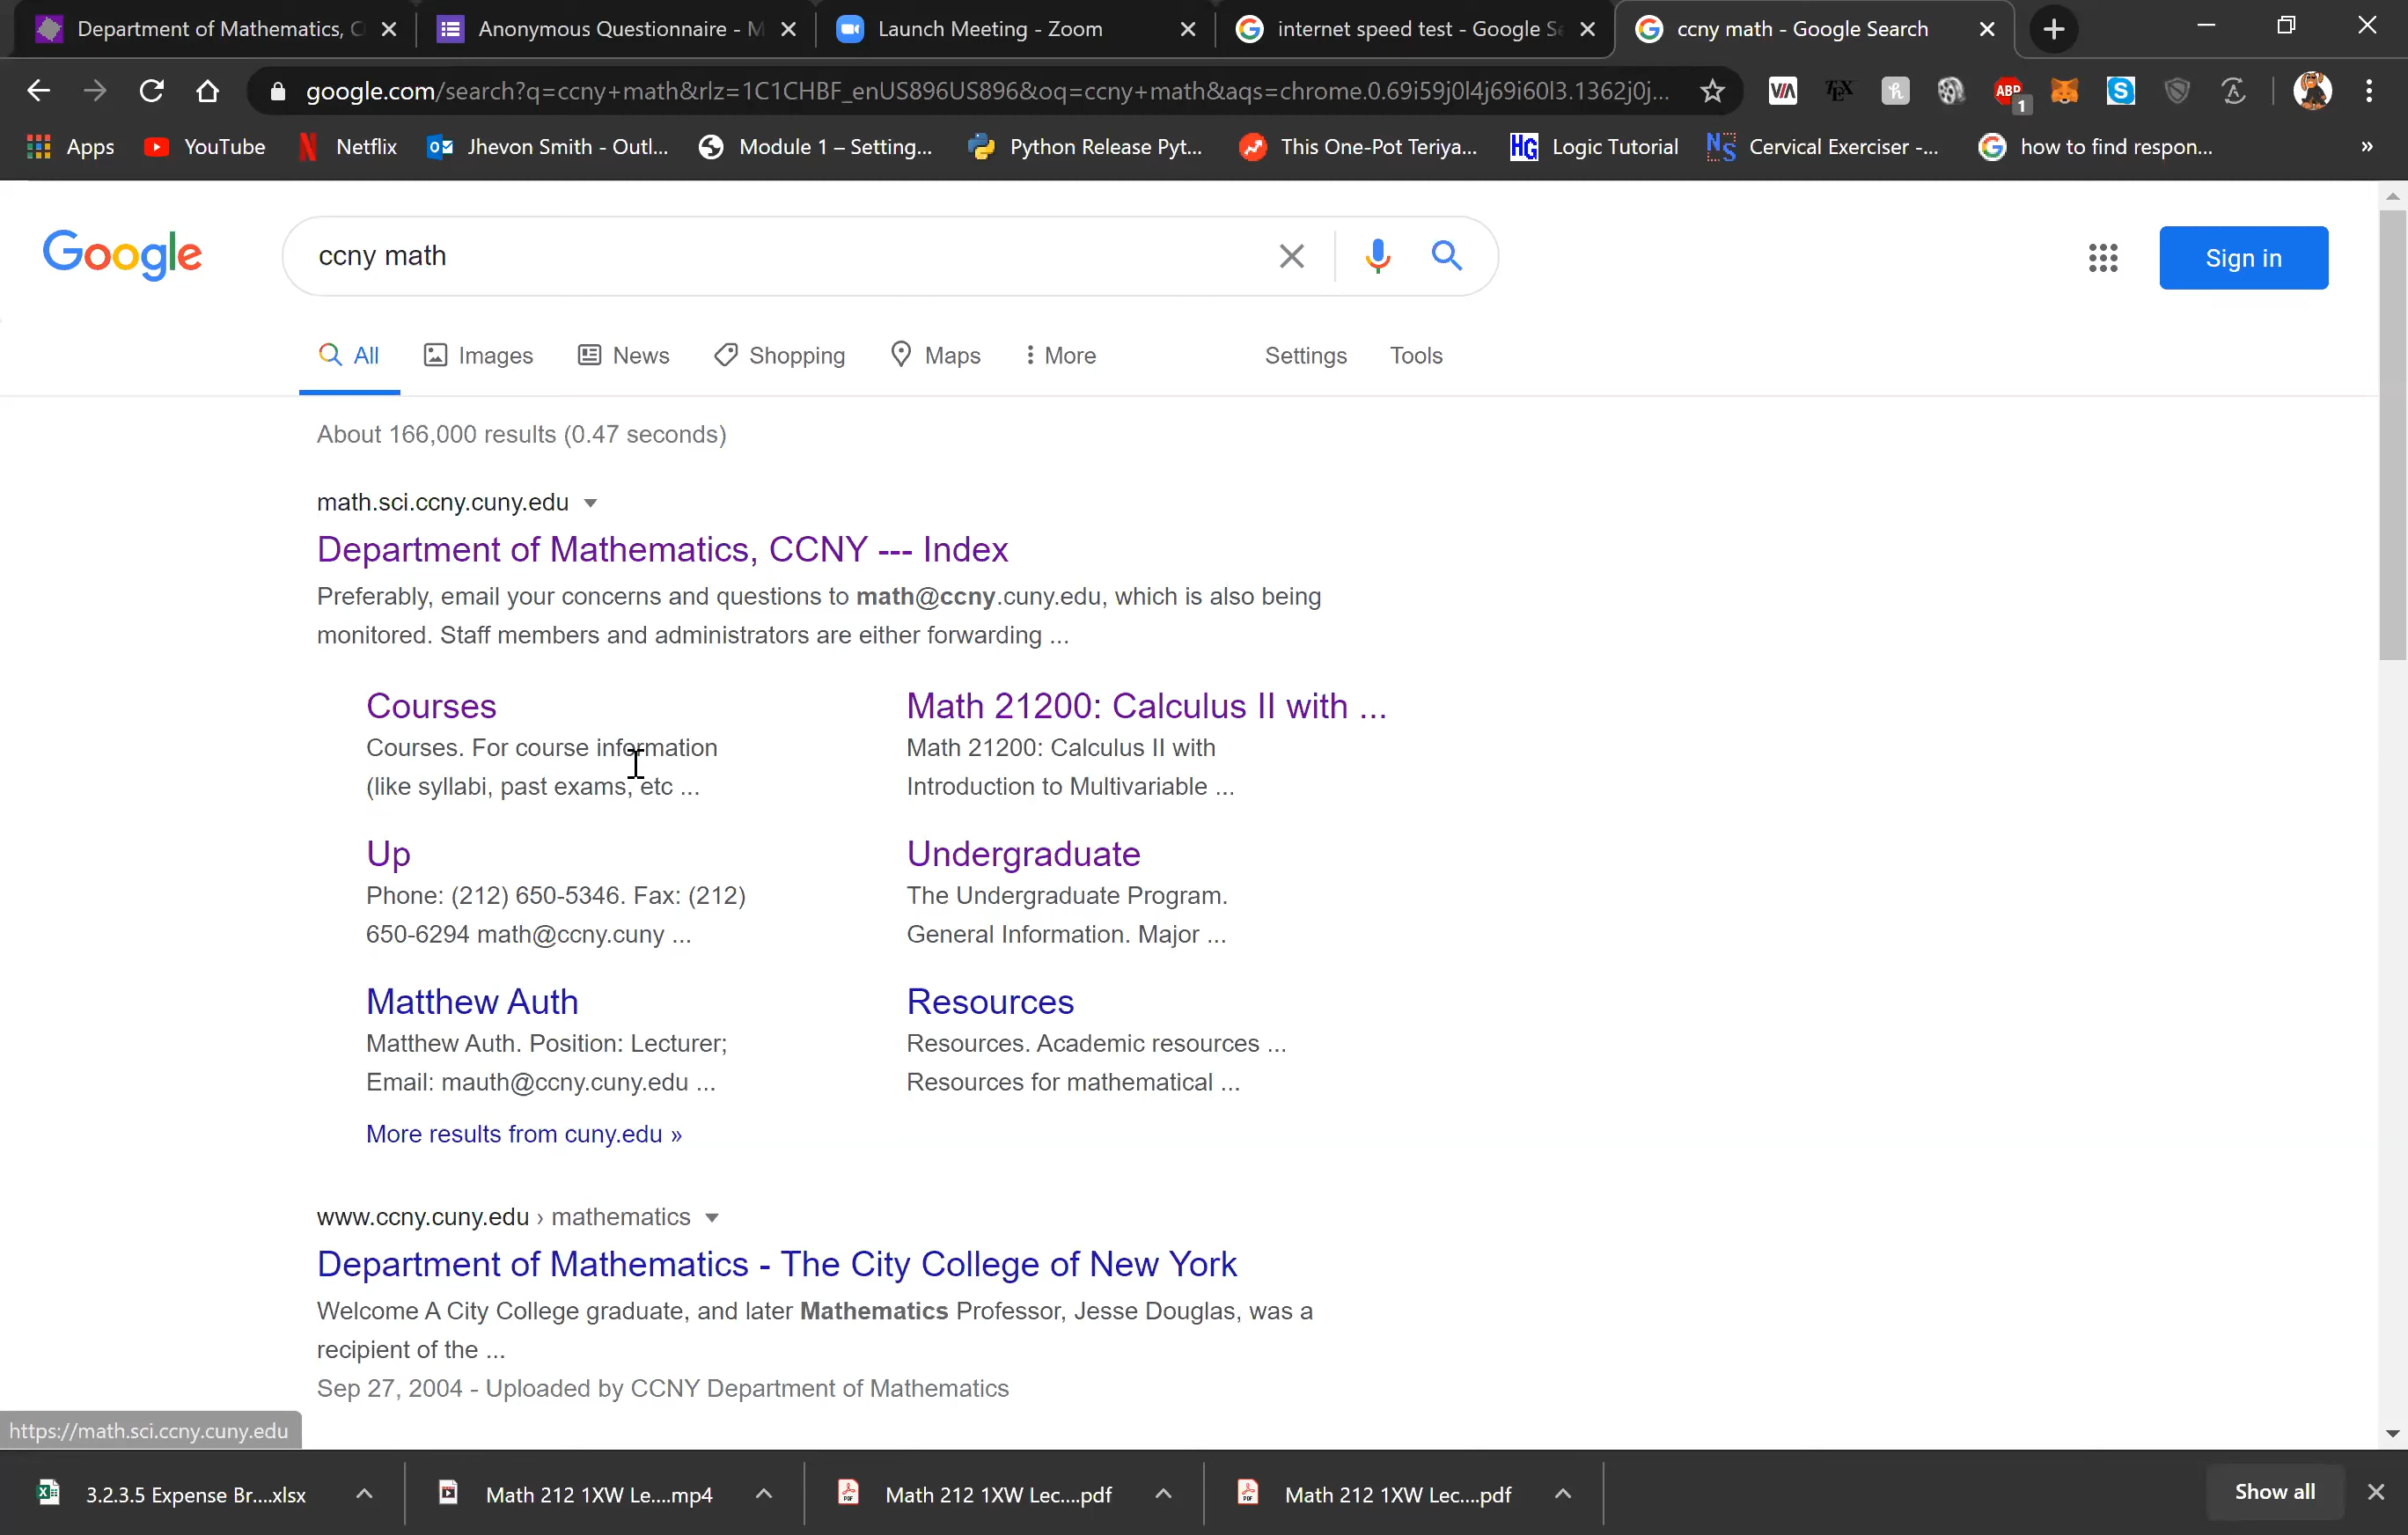 Department of Mathematics, C
Anonymous Questionnaire - M
Launch Meeting - Zoom
internet speed test - Google Se
ccny math - Google Search
google.com/search?q=ccny+math&rlz=1C1CHBF_enUS896US896&oq=ccny+math&aqs=chrome.0.69i59j0l4j69i60l3.1362j0j...
VIA
TEX
ABP
1
S
Apps
YouTube
Netflix
Jhevon Smith - Outl...
Module 1 – Setting...
Python Release Pyt...
This One-Pot Teriya...
HG
Logic Tutorial
NS
Cervical Exerciser -...
how to find respon...
»
Google
ccny math
Sign in
All
Images
News
Shopping
Maps
More
Settings
Tools
About 166,000 results (0.47 seconds)
math.sci.ccny.cuny.edu
Department of Mathematics, CCNY --- Index
Preferably, email your concerns and questions to math@ccny.cuny.edu, which is also being
monitored. Staff members and administrators are either forwarding ...
Courses
Courses. For course information
(like syllabi, past exams, etc ...
Math 21200: Calculus II with ...
Math 21200: Calculus II with
Introduction to Multivariable ...
Up
Phone: (212) 650-5346. Fax: (212)
650-6294 math@ccny.cuny ...
Undergraduate
The Undergraduate Program.
General Information. Major ...
Matthew Auth
Matthew Auth. Position: Lecturer;
Email: mauth@ccny.cuny.edu ...
Resources
Resources. Academic resources ...
Resources for mathematical ...
More results from cuny.edu »
www.ccny.cuny.edu › mathematics
Department of Mathematics - The City College of New York
Welcome A City College graduate, and later Mathematics Professor, Jesse Douglas, was a
recipient of the ...
Sep 27, 2004 - Uploaded by CCNY Department of Mathematics
https://math.sci.ccny.cuny.edu
3.2.3.5 Expense Br....xlsx
Math 212 1XW Le....mp4
Math 212 1XW Lec....pdf
Math 212 1XW Lec....pdf
Show all